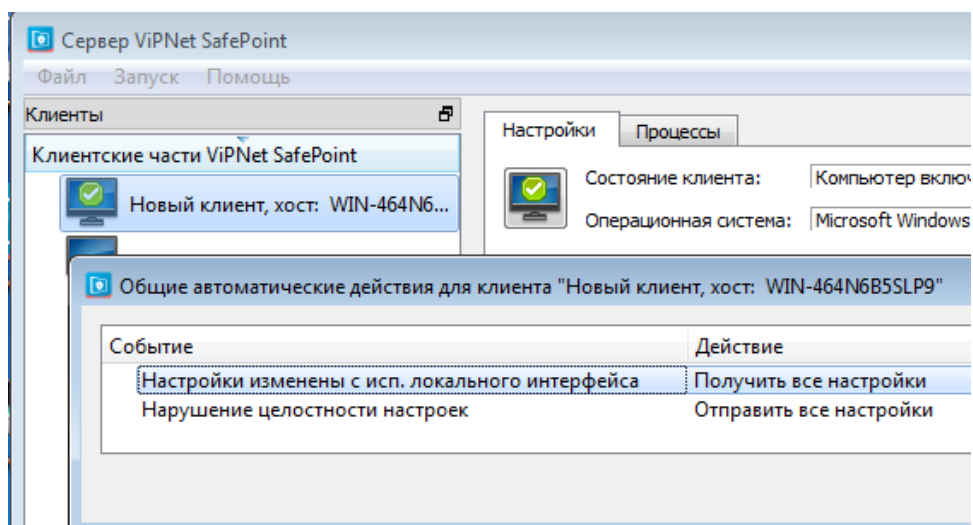 Сервер ViPNet SafePoint
Файл Запуск Помощь
Клиенты
Настройки Процессы
Клиентские части ViPNet SafePoint
Состояние клиента: Компьютер включ
Новый клиент, хост: WIN-464N6...
Операционная система: Microsoft Windows
Общие автоматические действия для клиента "Новый клиент, хост: WIN-464N6B5SLP9"
Событие Действие
Настройки изменены с исп. локального интерфейса Получить все настройки
Нарушение целостности настроек Отправить все настройки